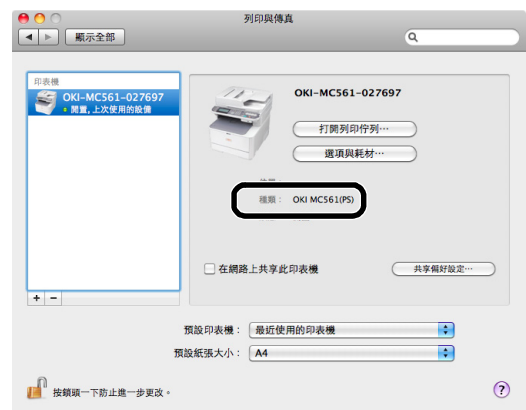 列印與傳真
顯示全部
印表機
OKI-MC561-027697
閒置, 上次使用的設備
OKI-MC561-027697
打開列印佇列…
選項與耗材…
種類： OKI MC561(PS)
在網路上共享此印表機
共享偏好設定…
+ −
預設印表機： 最近使用的印表機
預設紙張大小： A4
按鎖頭一下防止進一步更改。
?